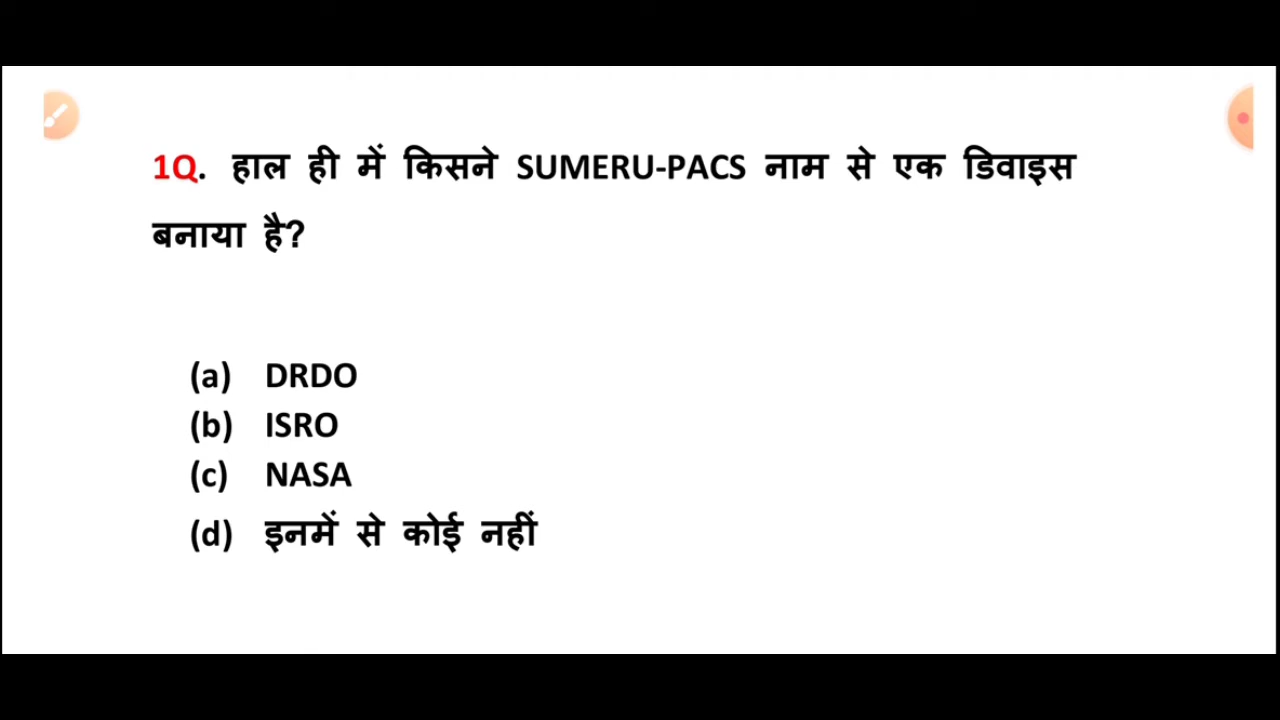 1Q. हाल ही में किसने SUMERU-PACS नाम से एक डिवाइस
बनाया है?
(a) DRDO
(b) ISRO
(c) NASA
(d) इनमें से कोई नहीं